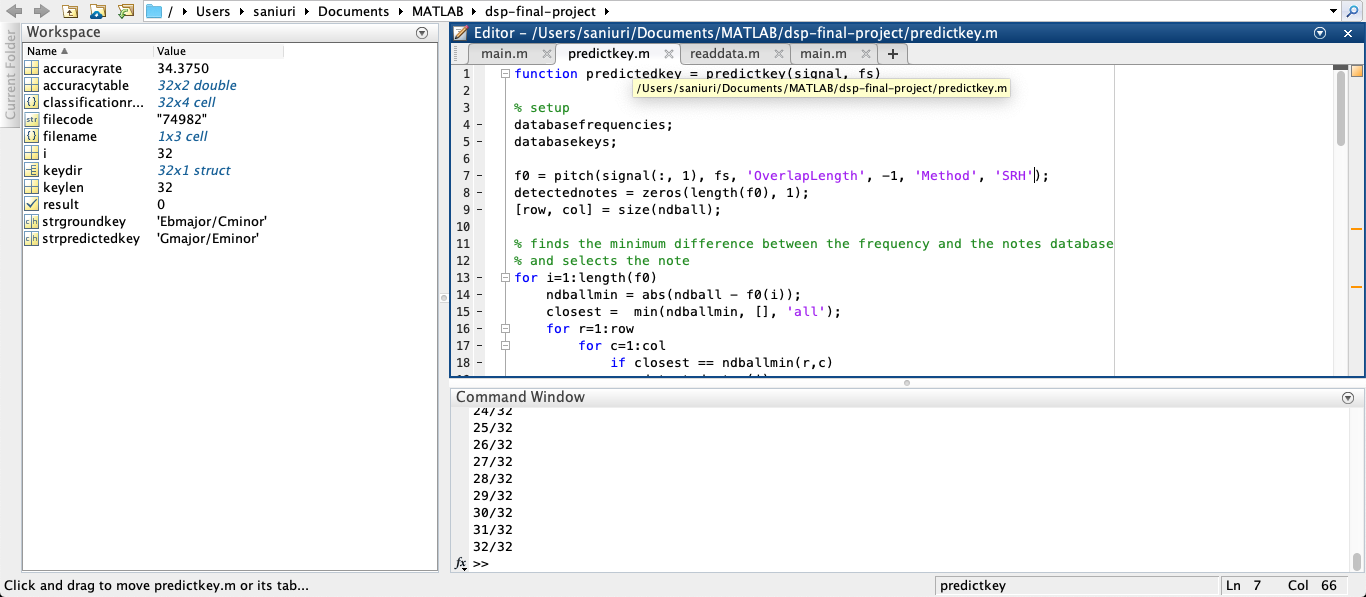 / ▸ Users ▸ saniuri ▸ Documents ▸ MATLAB ▸ dsp-final-project ▸
Current Folder
Workspace
Name ▲ Value
accuracyrate 34.3750
accuracytable 32x2 double
classificationr... 32x4 cell
filecode "74982"
filename 1x3 cell
i 32
keydir 32x1 struct
keylen 32
result 0
strgroundkey 'Ebmajor/Cminor'
strpredictedkey 'Gmajor/Eminor'
Editor - /Users/saniuri/Documents/MATLAB/dsp-final-project/predictkey.m
main.m × predictkey.m × readdata.m × main.m × +
1 function predictedkey = predictkey(signal, fs)
/Users/saniuri/Documents/MATLAB/dsp-final-project/predictkey.m
2
3 % setup
4 - databasefrequencies;
5 - databasekeys;
6
7 - f0 = pitch(signal(:, 1), fs, 'OverlapLength', -1, 'Method', 'SRH');
8 - detectednotes = zeros(length(f0), 1);
9 - [row, col] = size(ndball);
10
11 % finds the minimum difference between the frequency and the notes database
12 % and selects the note
13 - for i=1:length(f0)
14 - ndballmin = abs(ndball - f0(i));
15 - closest =  min(ndballmin, [], 'all');
16 - for r=1:row
17 - for c=1:col
18 - if closest == ndballmin(r,c)
Command Window
24/32
25/32
26/32
27/32
28/32
29/32
30/32
31/32
32/32
fx >>
Click and drag to move predictkey.m or its tab...
predictkey
Ln 7 Col 66